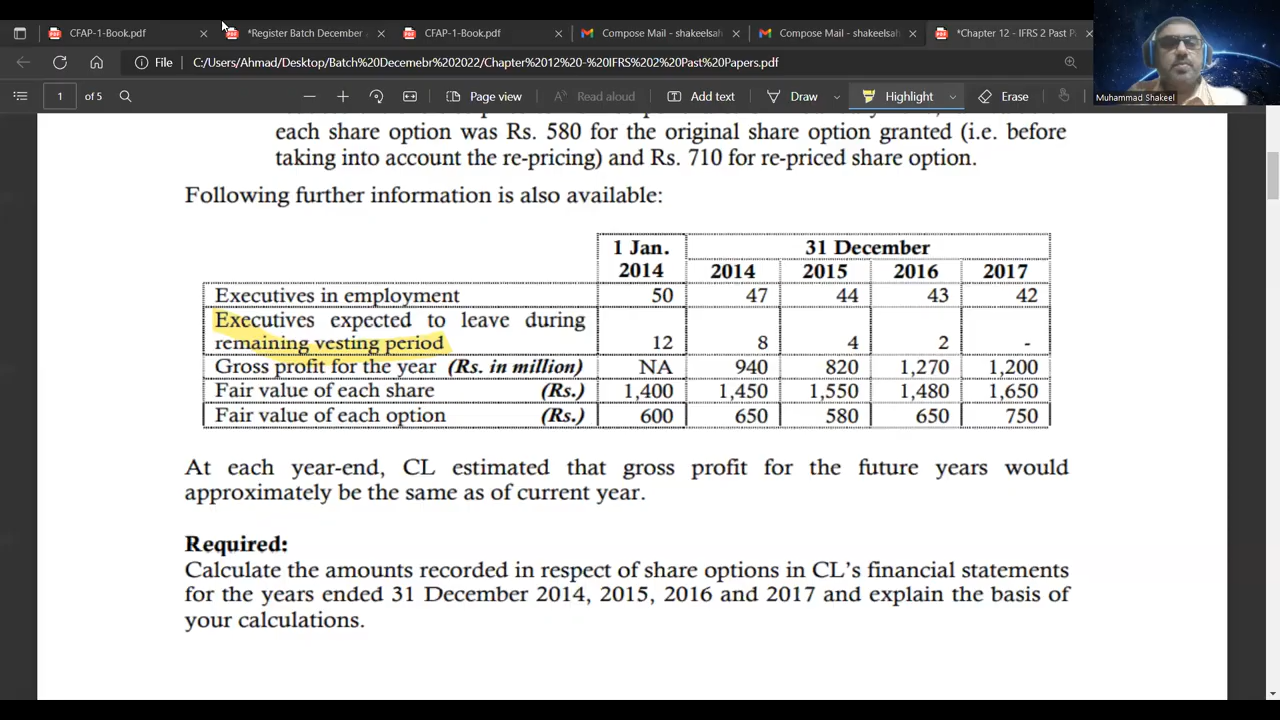 CFAP-1-Book.pdf
*Register Batch December
CFAP-1-Book.pdf
Compose Mail - shakeelsah
Compose Mail - shakeelsah
*Chapter 12 - IFRS 2 Past P
File C:/Users/Ahmad/Desktop/Batch%20Decemebr%202022/Chapter%2012%20-%20IFRS%202%20Past%20Papers.pdf
1 of 5 Page view Read aloud Add text Draw Highlight Erase
Muhammad Shakeel
each share option was Rs. 580 for the original share option granted (i.e. before
taking into account the re-pricing) and Rs. 710 for re-priced share option.
Following further information is also available:
1 Jan. 31 December
2014 2014 2015 2016 2017
Executives in employment 50 47 44 43 42
Executives expected to leave during
remaining vesting period 12 8 4 2 -
Gross profit for the year (Rs. in million) NA 940 820 1,270 1,200
Fair value of each share (Rs.) 1,400 1,450 1,550 1,480 1,650
Fair value of each option (Rs.) 600 650 580 650 750
At each year-end, CL estimated that gross profit for the future years would
approximately be the same as of current year.
Required:
Calculate the amounts recorded in respect of share options in CL's financial statements
for the years ended 31 December 2014, 2015, 2016 and 2017 and explain the basis of
your calculations.